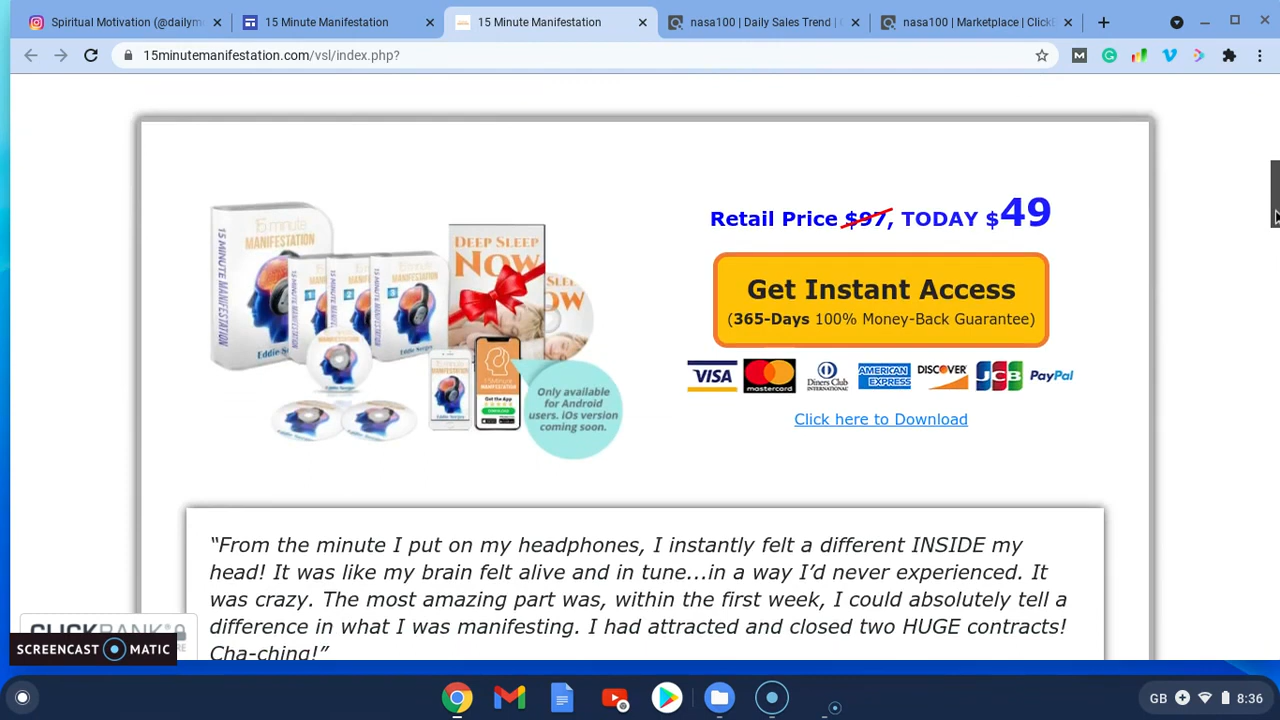 Spiritual Motivation (@dailym
15 Minute Manifestation
15 Minute Manifestation
nasa100 | Daily Sales Trend |
nasa100 | Marketplace | Click
15minutemanifestation.com/vsl/index.php?
15 minute
MANIFESTATION
15 MINUTE MANIFESTATION
DEEP SLEEP
NOW
Only available
for Android
users. iOs version
coming soon.
Retail Price $97, TODAY $49
Get Instant Access
(365-Days 100% Money-Back Guarantee)
VISA
mastercard
Diners Club
INTERNATIONAL
AMERICAN
EXPRESS
DISCOVER
JCB
PayPal
Click here to Download
“From the minute I put on my headphones, I instantly felt a different INSIDE my
head! It was like my brain felt alive and in tune...in a way I’d never experienced. It
was crazy. The most amazing part was, within the first week, I could absolutely tell a
difference in what I was manifesting. I had attracted and closed two HUGE contracts!
Cha-ching!”
CLICKBANK
SCREENCAST MATIC
GB
8:36